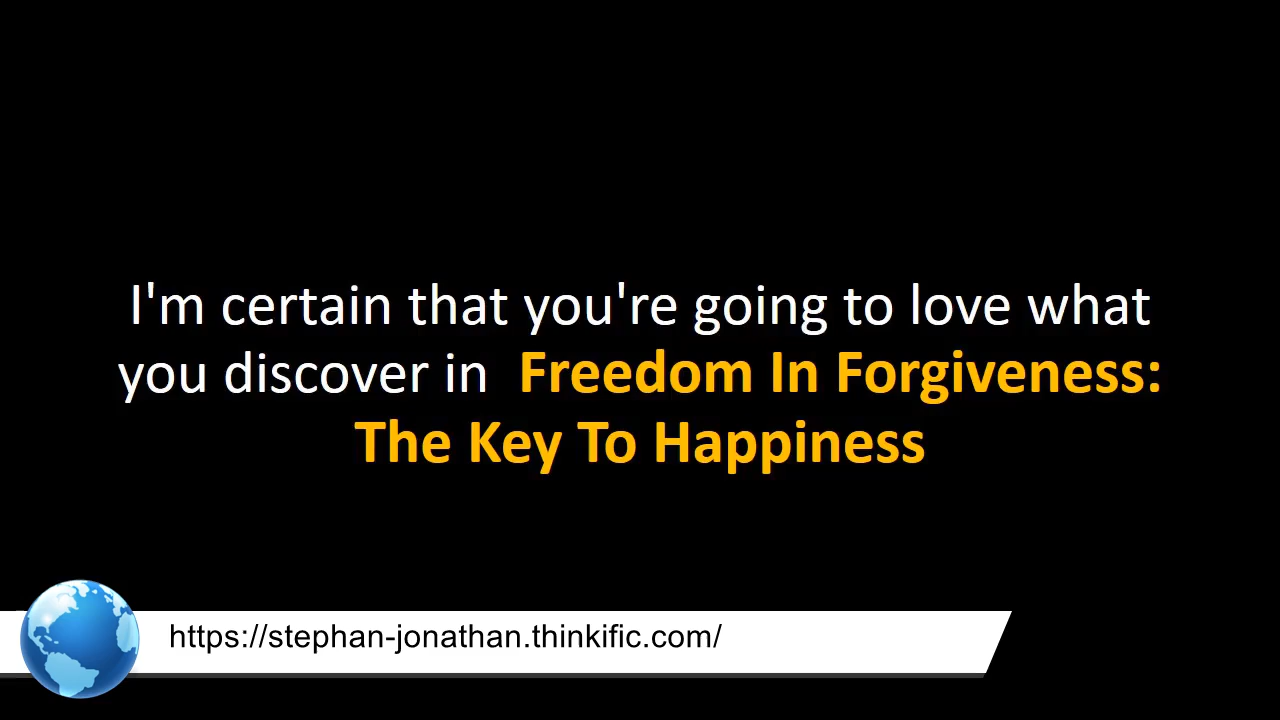 I'm certain that you're going to love what
you discover in  Freedom In Forgiveness:
The Key To Happiness
https://stephan-jonathan.thinkific.com/